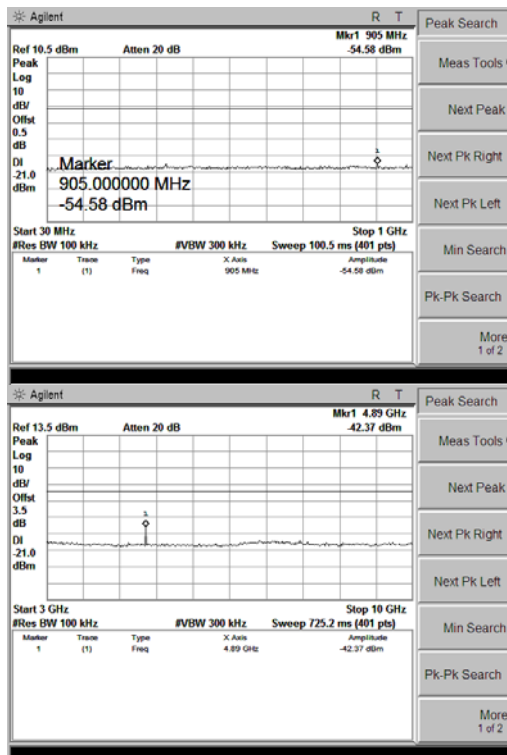 Agilent R T
Peak Search
Mkr1 905 MHz
Ref 10.5 dBm Atten 20 dB -54.58 dBm
Peak
Log
10
dB/
Offst
0.5
dB
DI
-21.0
dBm
1
Marker
905.000000 MHz
-54.58 dBm
Start 30 MHz Stop 1 GHz
#Res BW 100 kHz #VBW 300 kHz Sweep 100.5 ms (401 pts)
Marker Trace Type X Axis Amplitude
1 (1) Freq 905 MHz -54.58 dBm
Meas Tools
Next Peak
Next Pk Right
Next Pk Left
Min Search
Pk-Pk Search
More
1 of 2
Agilent R T
Peak Search
Mkr1 4.89 GHz
Ref 13.5 dBm Atten 20 dB -42.37 dBm
Peak
Log
10
dB/
Offst
3.5
dB
DI
-21.0
dBm
1
Start 3 GHz Stop 10 GHz
#Res BW 100 kHz #VBW 300 kHz Sweep 725.2 ms (401 pts)
Marker Trace Type X Axis Amplitude
1 (1) Freq 4.89 GHz -42.37 dBm
Meas Tools
Next Peak
Next Pk Right
Next Pk Left
Min Search
Pk-Pk Search
More
1 of 2